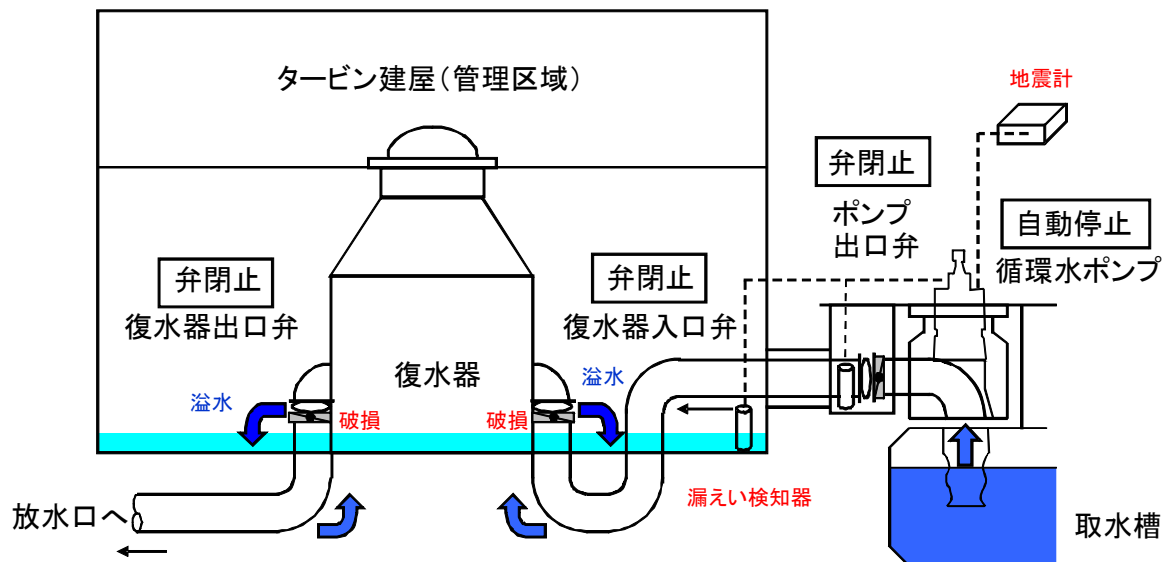 タービン建屋(管理区域)
地震計
弁閉止
ポンプ
出口弁
自動停止
循環水ポンプ
弁閉止
復水器出口弁
弁閉止
復水器入口弁
復水器
溢水
溢水
破損
破損
漏えい検知器
放水口へ
取水槽